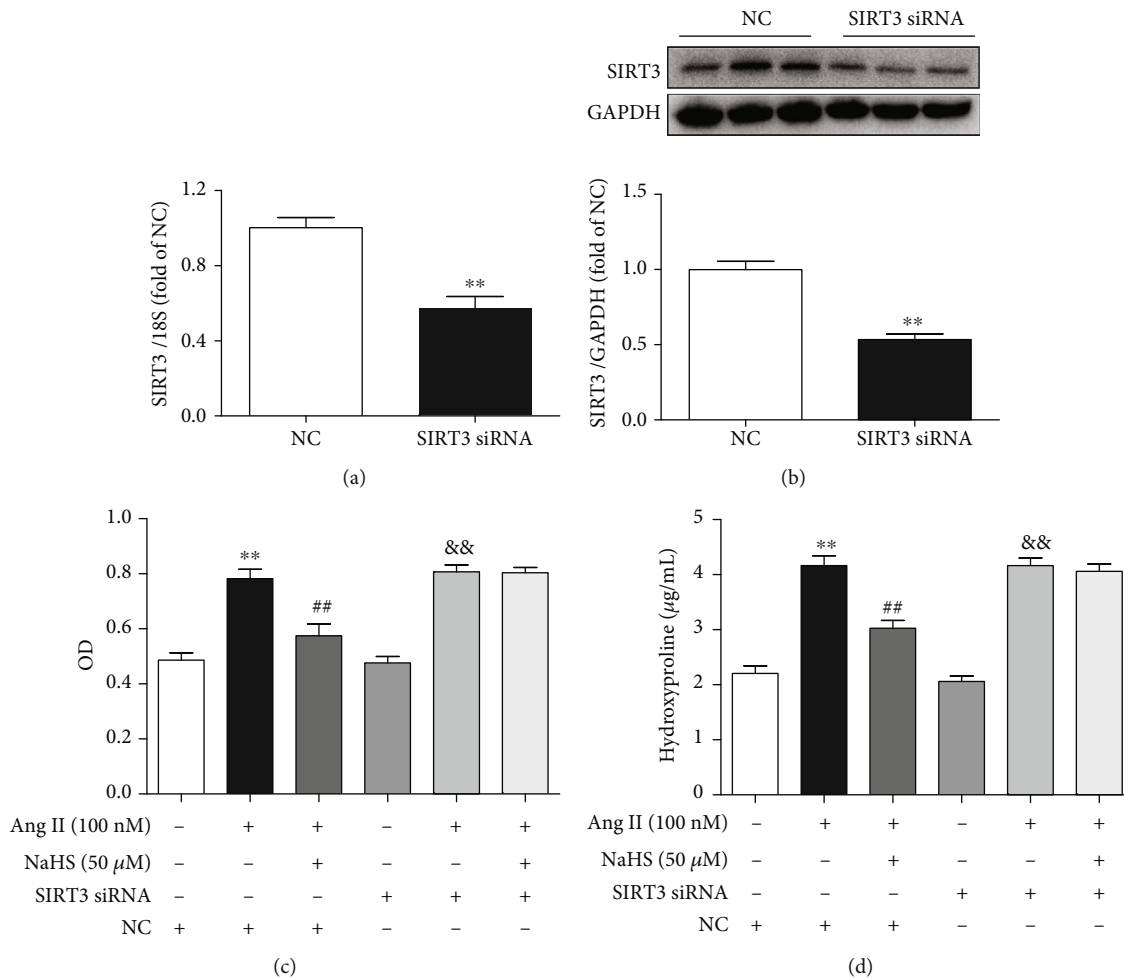 NC SIRT3 siRNA
SIRT3
GAPDH
SIRT3 /18S (fold of NC)
1.2
0.8
0.4
0.0
**
NC SIRT3 siRNA
(a)
SIRT3 /GAPDH (fold of NC)
1.5
1.0
0.5
0.0
**
NC SIRT3 siRNA
(b)
OD
1.0
0.8
0.6
0.4
0.2
0.0
** ## &&
Ang II (100 nM) – + + – + +
NaHS (50 μM) – – + – – +
SIRT3 siRNA – – – + + +
NC + + + – – –
(c)
Hydroxyproline (μg/mL)
5
4
3
2
1
0
** ## &&
Ang II (100 nM) – + + – + +
NaHS (50 μM) – – + – – +
SIRT3 siRNA – – – + + +
NC + + + – – –
(d)